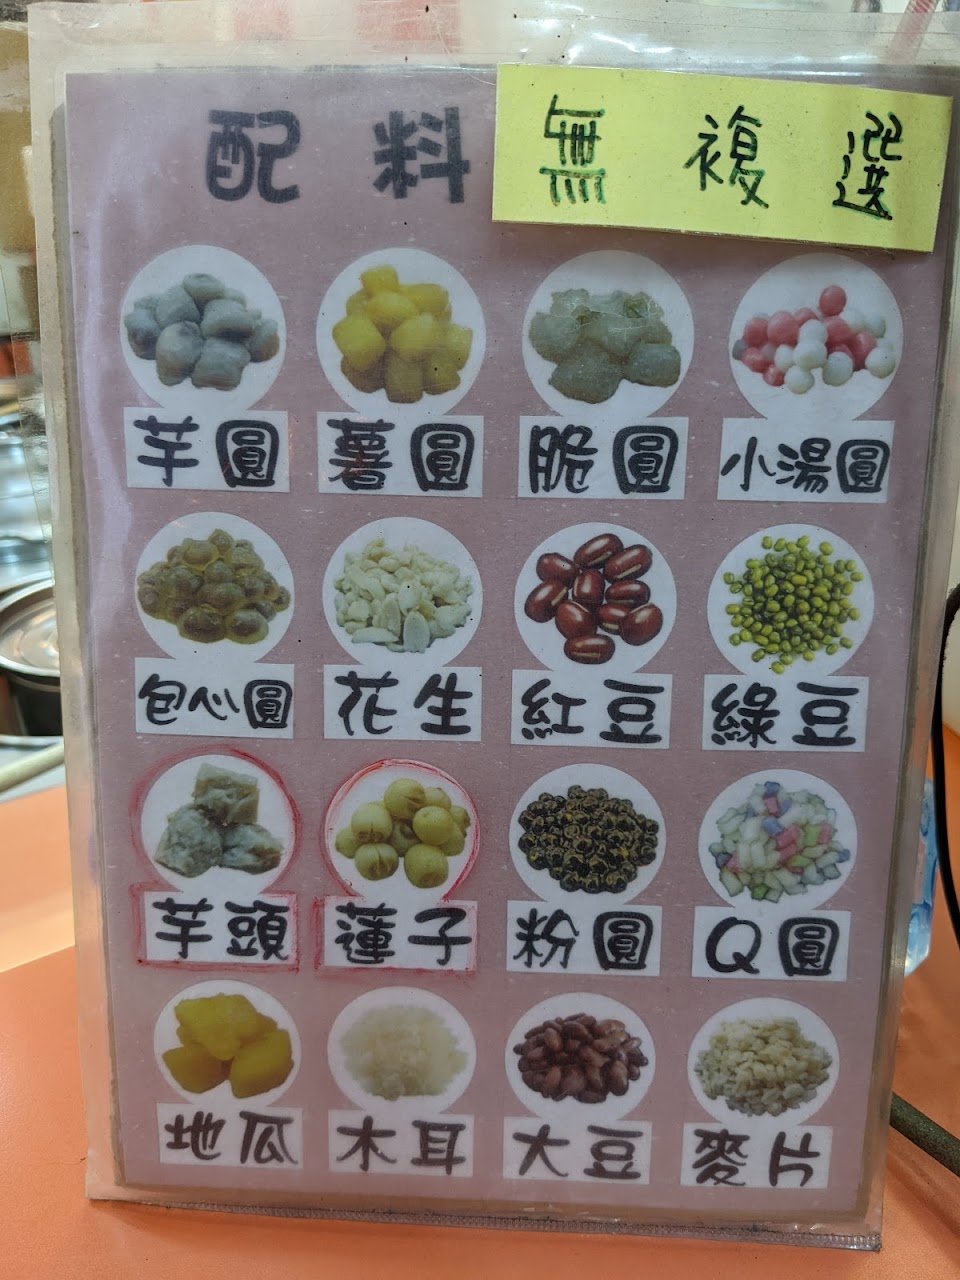 配料 無複選
芋圓 薯圓 脆圓 小湯圓
包心圓 花生 紅豆 綠豆
芋頭 蓮子 粉圓 Q圓
地瓜 木耳 大豆 麥片